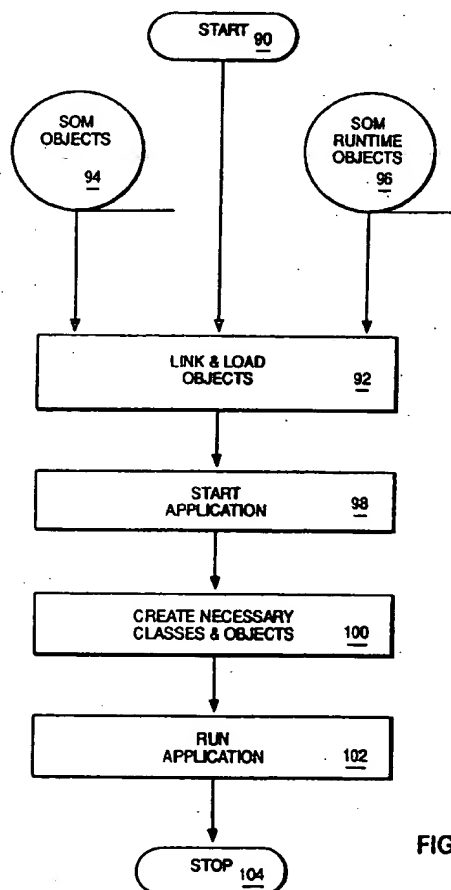 START
90
SOM
OBJECTS
94
SOM
RUNTIME
OBJECTS
96
LINK & LOAD
OBJECTS
92
START
APPLICATION
98
CREATE NECESSARY
CLASSES & OBJECTS
100
RUN
APPLICATION
102
STOP
104
FIG